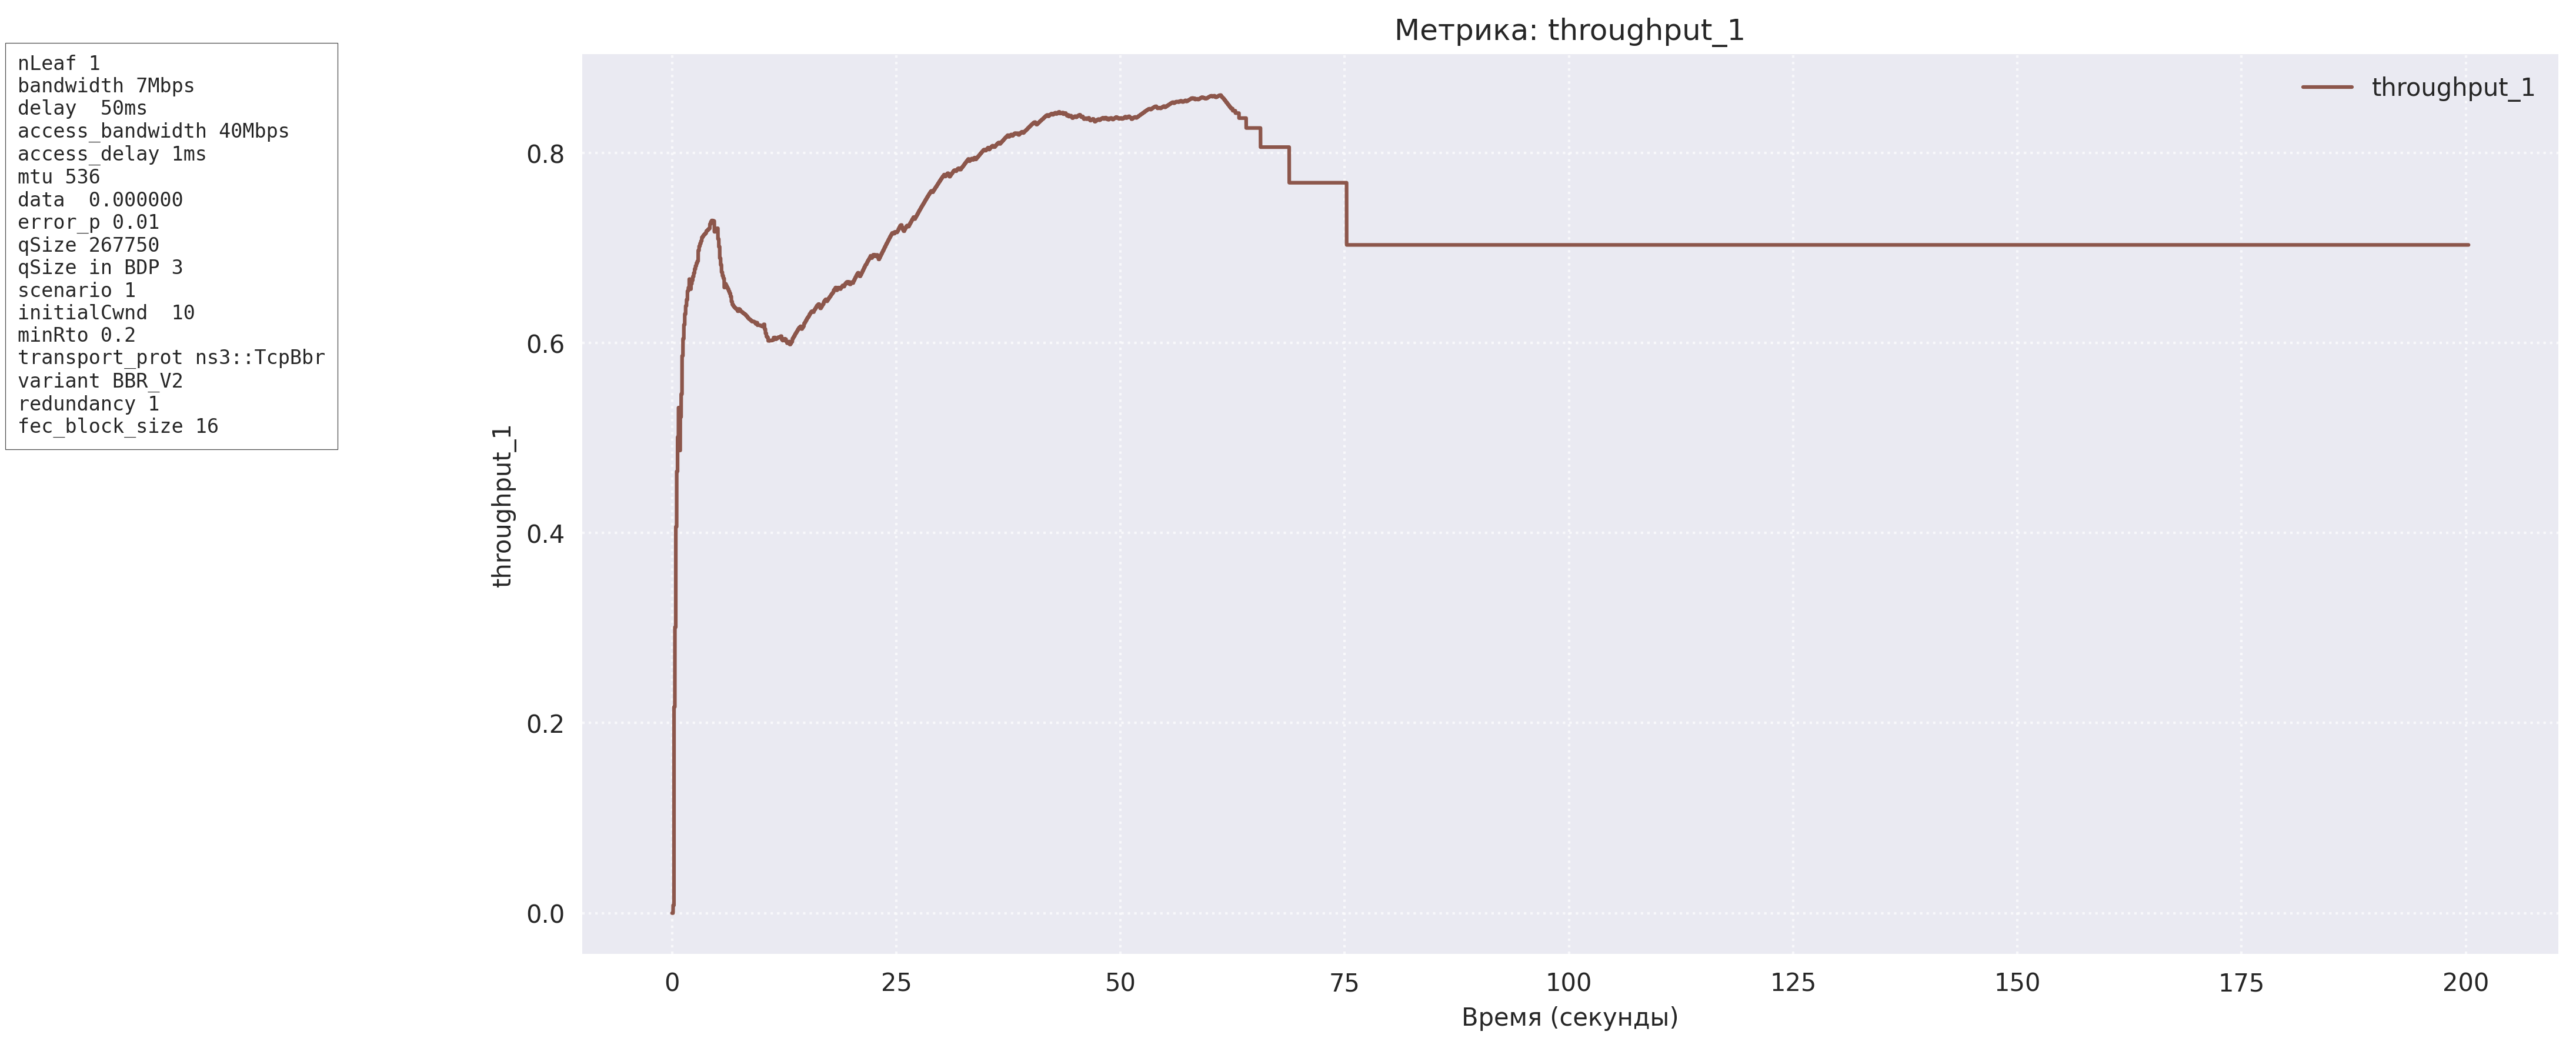 Метрика: throughput_1
nLeaf 1
bandwidth 7Mbps
delay  50ms
access_bandwidth 40Mbps
access_delay 1ms
mtu 536
data  0.000000
error_p 0.01
qSize 267750
qSize in BDP 3
scenario 1
initialCwnd  10
minRto 0.2
transport_prot ns3::TcpBbr
variant BBR_V2
redundancy 1
fec_block_size 16
throughput_1
throughput_1
0.8
0.6
0.4
0.2
0.0
0 25 50 75 100 125 150 175 200
Время (секунды)